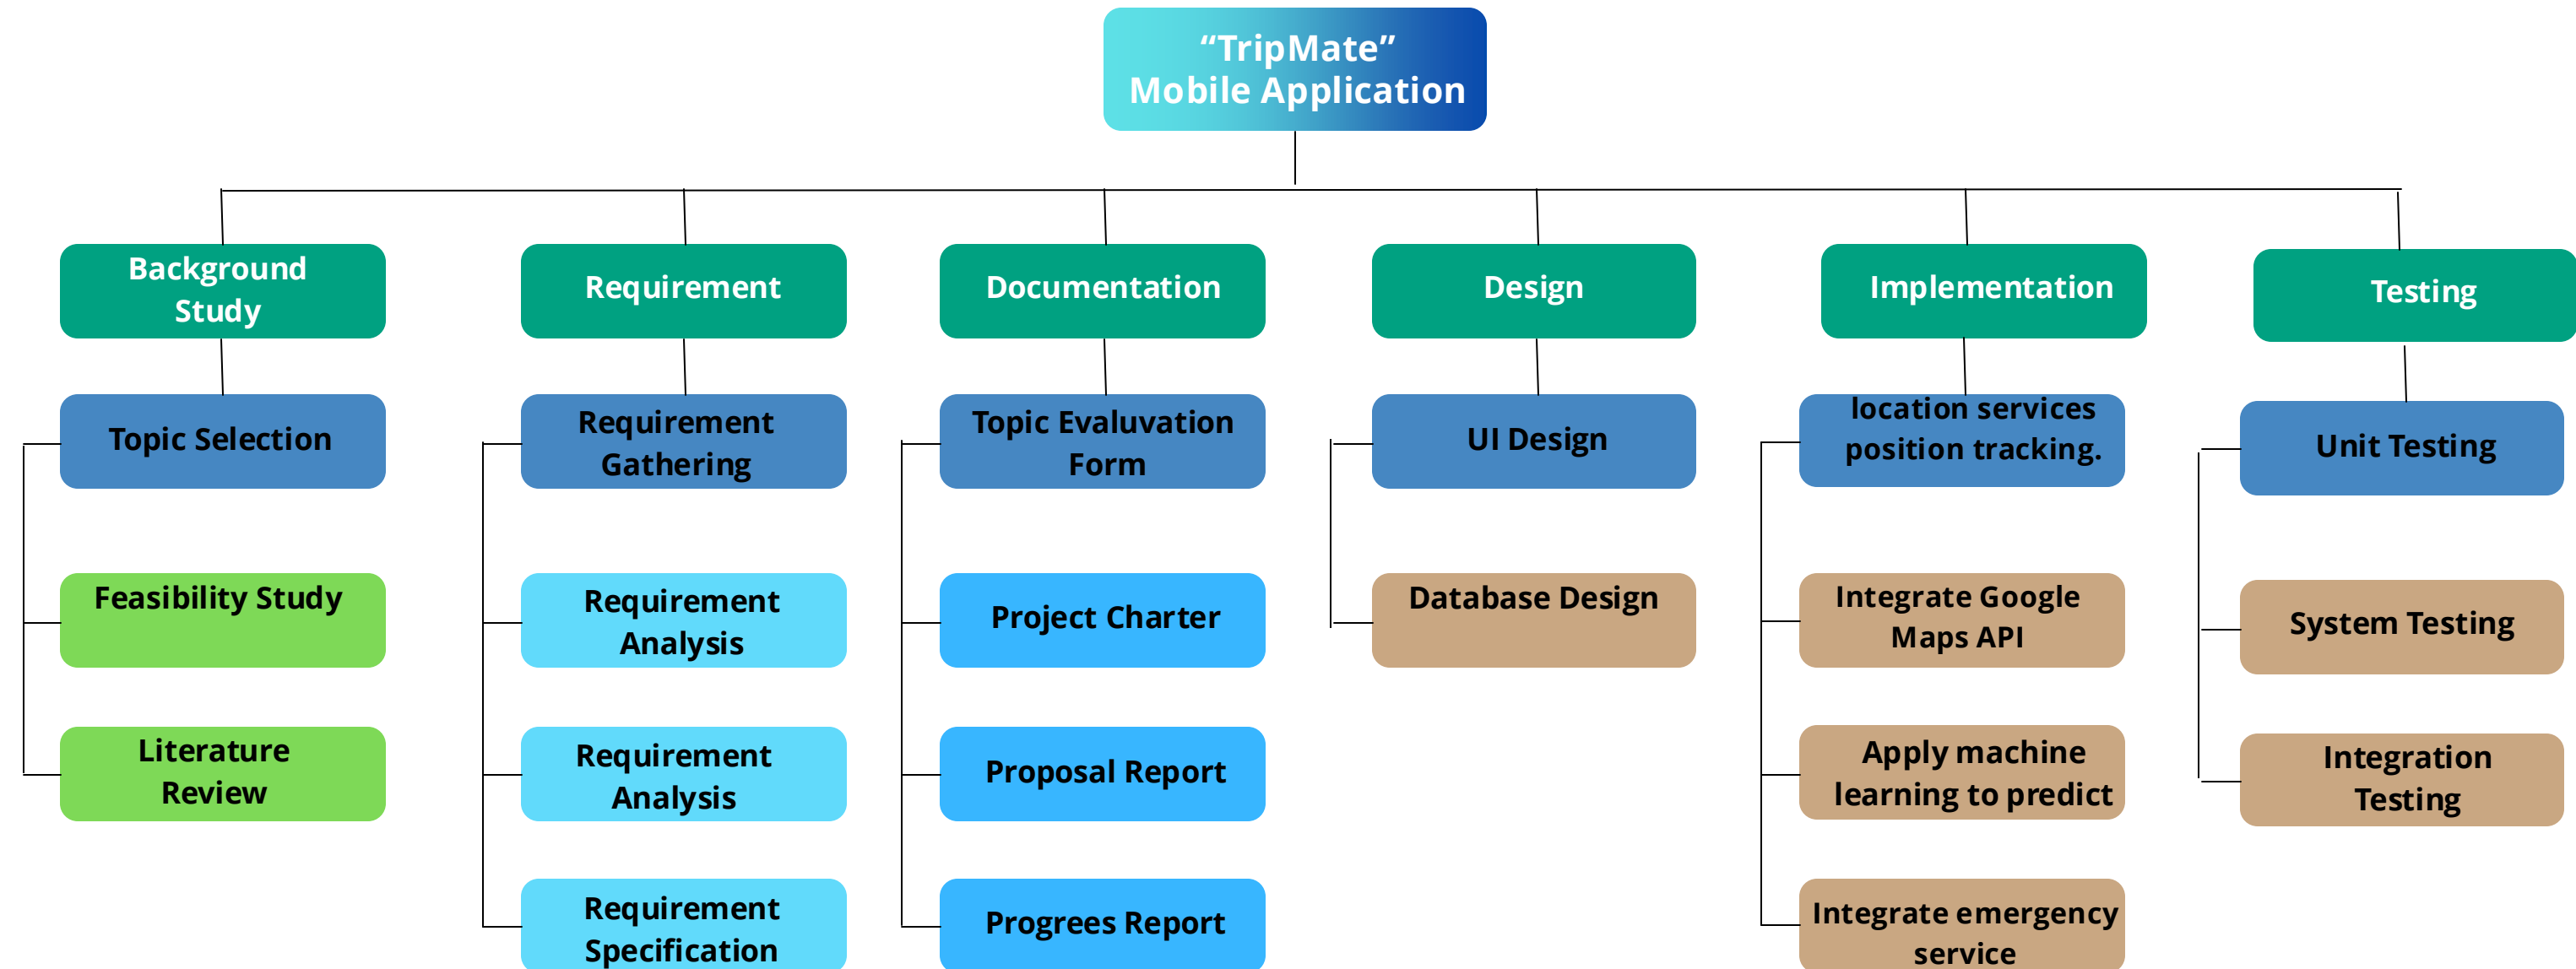 “TripMate”
Mobile Application
Background
Study
Requirement
Documentation
Design
Implementation
Testing
Topic Selection
Requirement
Gathering
Topic Evaluvation
Form
UI Design
location services
position tracking.
Unit Testing
Feasibility Study
Requirement
Analysis
Project Charter
Database Design
Integrate Google
Maps API
System Testing
Literature
Review
Requirement
Analysis
Proposal Report
Apply machine
learning to predict
Integration
Testing
Requirement
Specification
Progrees Report
Integrate emergency
service